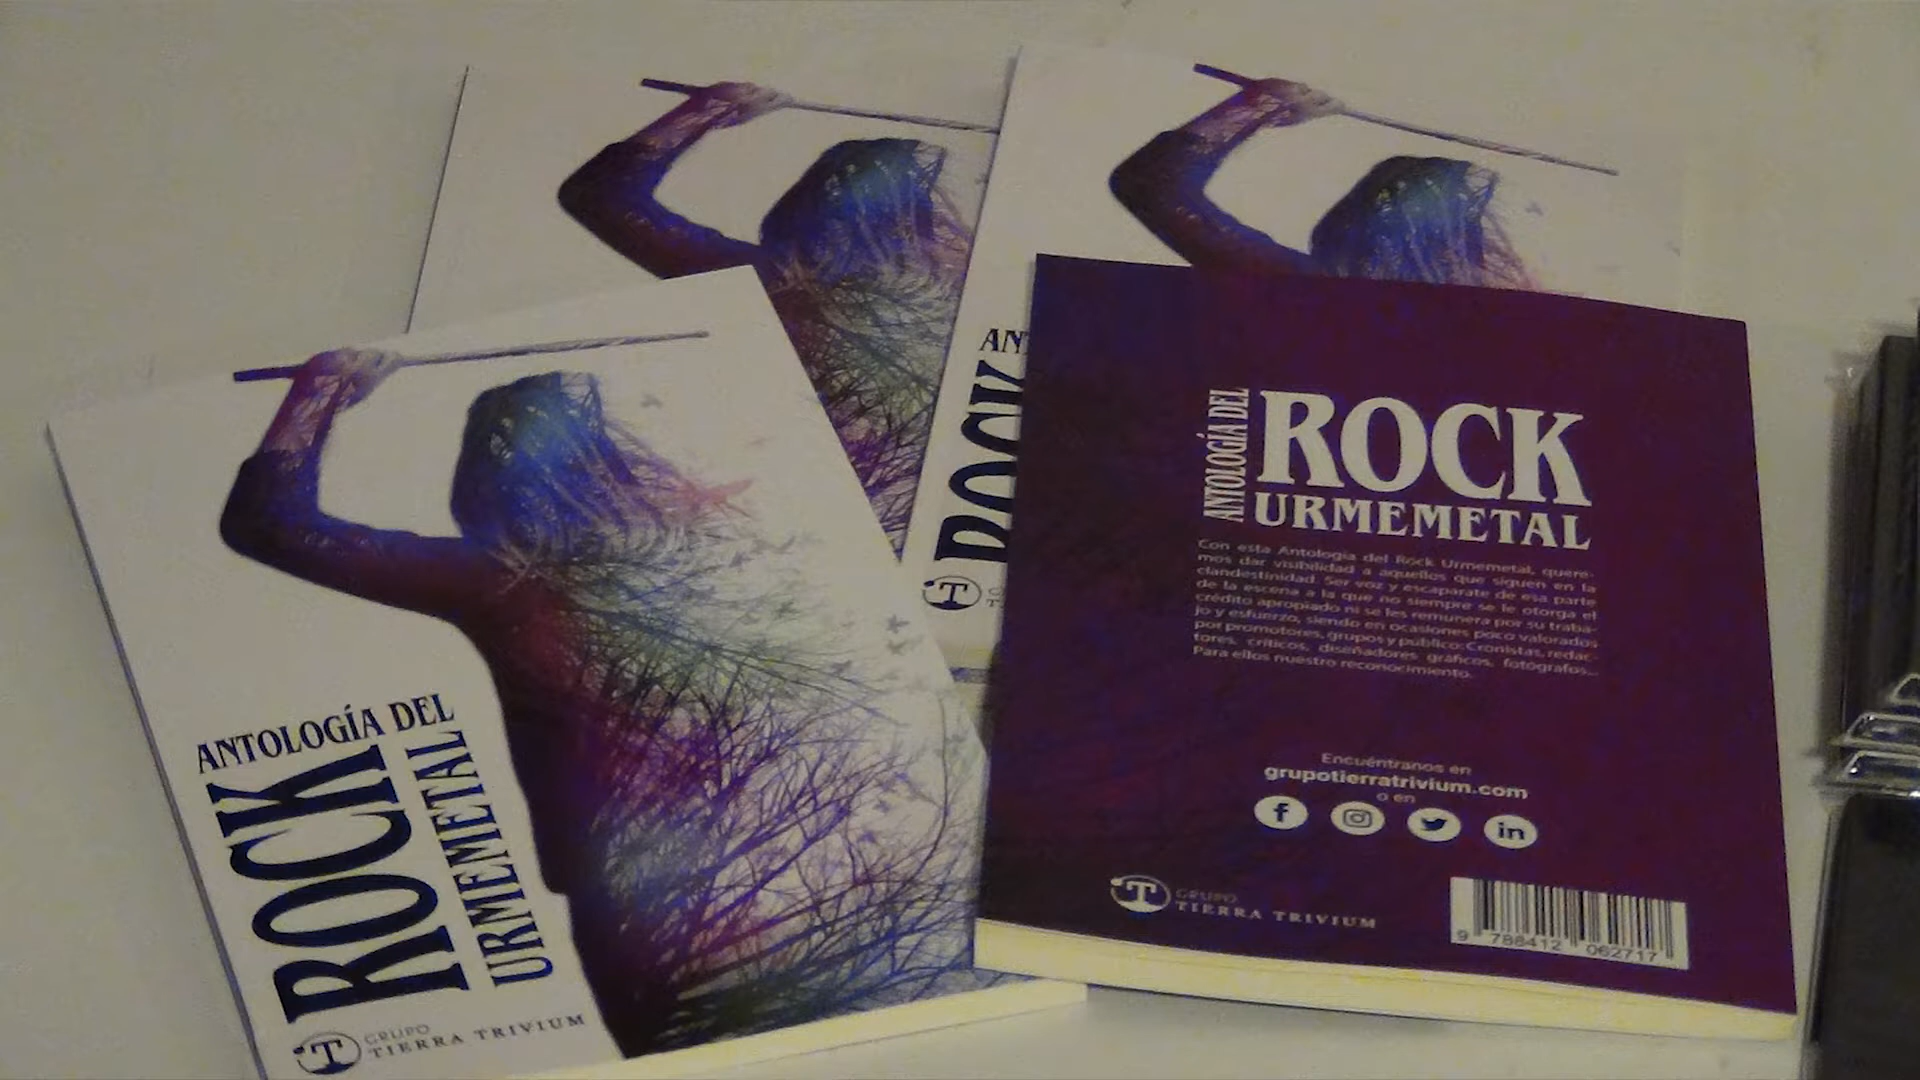 ANTOLOGÍA DEL
ROCK
URMEMETAL
GRUPO
TIERRA TRIVIUM
AN
ROCK
ANTOLOGÍA DEL
ROCK
URMEMETAL
Con esta Antología del Rock Urmemetal, quere-
mos dar visibilidad a aquellos que siguen en la
clandestinidad. Ser voz y escaparate de esa parte
de la escena a la que no siempre se le otorga el
crédito apropiado ni se les remunera por su traba-
jo y esfuerzo, siendo en ocasiones poco valorados
por promotores, grupos y público: Cronistas, redac-
tores, críticos, diseñadores gráficos, fotógrafos...
Para ellos nuestro reconocimiento.
Encuéntranos en
grupotierratrivium.com
o en
GRUPO
TIERRA TRIVIUM
9 788412 062717